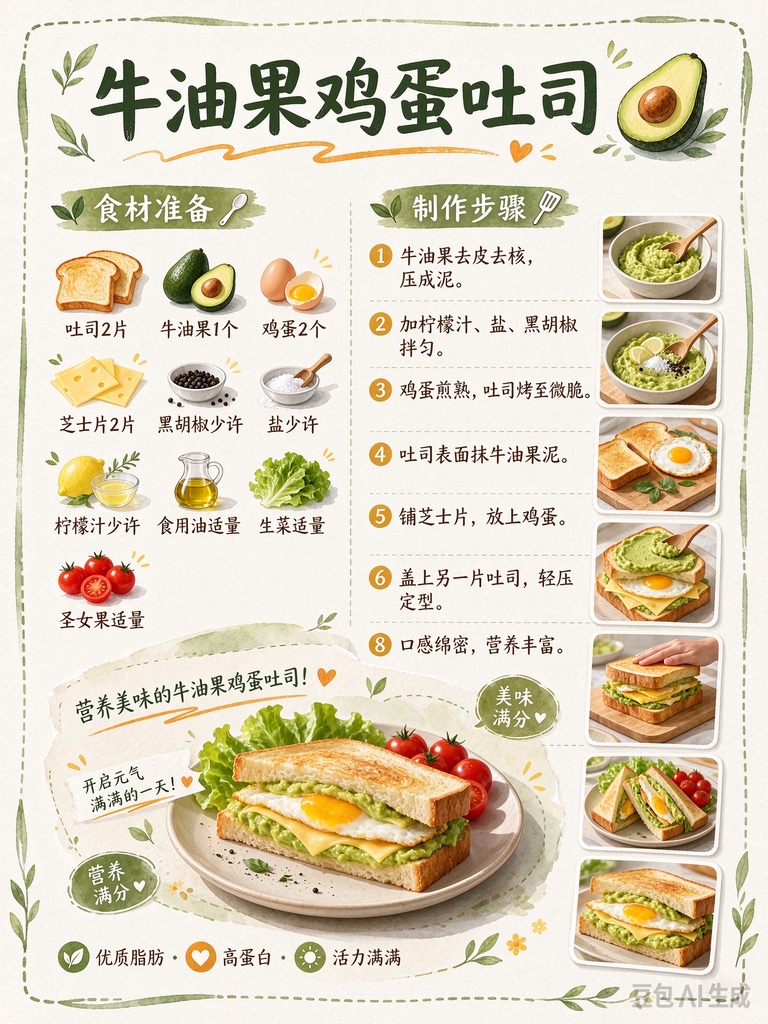 牛油果鸡蛋吐司
食材准备
吐司2片
牛油果1个
鸡蛋2个
芝士片2片
黑胡椒少许
盐少许
柠檬汁少许
食用油适量
生菜适量
圣女果适量
制作步骤
1 牛油果去皮去核，
压成泥。
2 加柠檬汁、盐、黑胡椒
拌匀。
3 鸡蛋煎熟，吐司烤至微脆。
4 吐司表面抹牛油果泥。
5 铺芝士片，放上鸡蛋。
6 盖上另一片吐司，轻压
定型。
8 口感绵密，营养丰富。
营养美味的牛油果鸡蛋吐司！
美味
满分
开启元气
满满的一天！
营养
满分
优质脂肪·高蛋白·活力满满
豆包AI生成